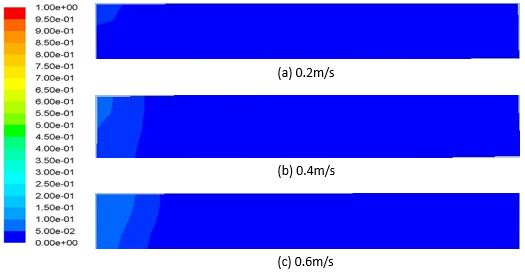 1.00e+00
9.50e-01
9.00e-01
8.50e-01
8.00e-01
7.50e-01
7.00e-01
6.50e-01
6.00e-01
5.50e-01
5.00e-01
4.50e-01
4.00e-01
3.50e-01
3.00e-01
2.50e-01
2.00e-01
1.50e-01
1.00e-01
5.00e-02
0.00e+00
(a) 0.2m/s
(b) 0.4m/s
(c) 0.6m/s